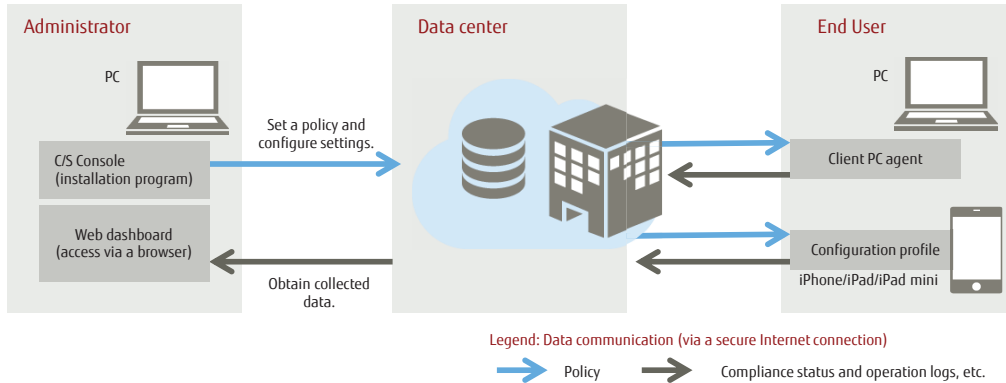 Administrator
PC
C/S Console
(installation program)
Web dashboard
(access via a browser)
Set a policy and
configure settings.
Obtain collected
data.
Data center
End User
PC
Client PC agent
Configuration profile
iPhone/iPad/iPad mini
Legend: Data communication (via a secure Internet connection)
Policy
Compliance status and operation logs, etc.